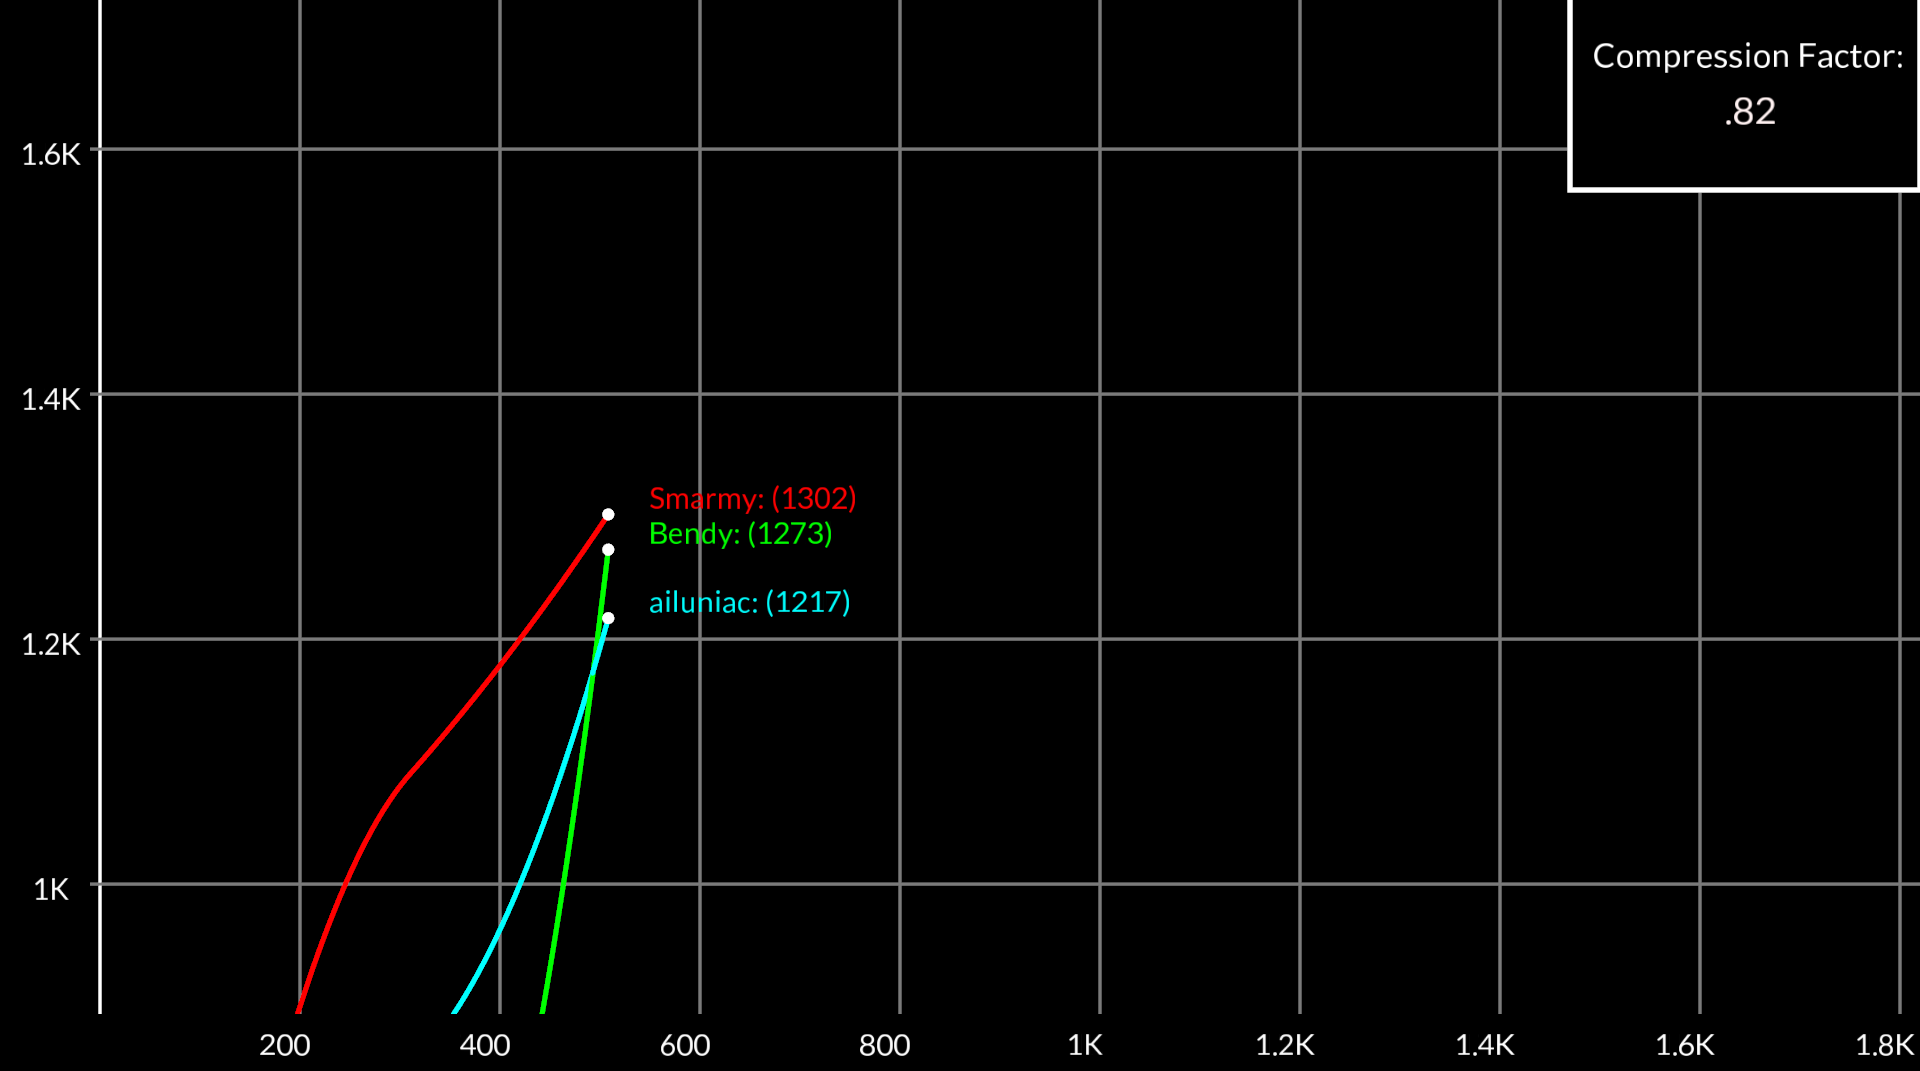 Compression Factor:
.82
1.6K
1.4K
Smarmy: (1302)
Bendy: (1273)
ailuniac: (1217)
1.2K
1K
200 400 600 800 1K 1.2K 1.4K 1.6K 1.8K